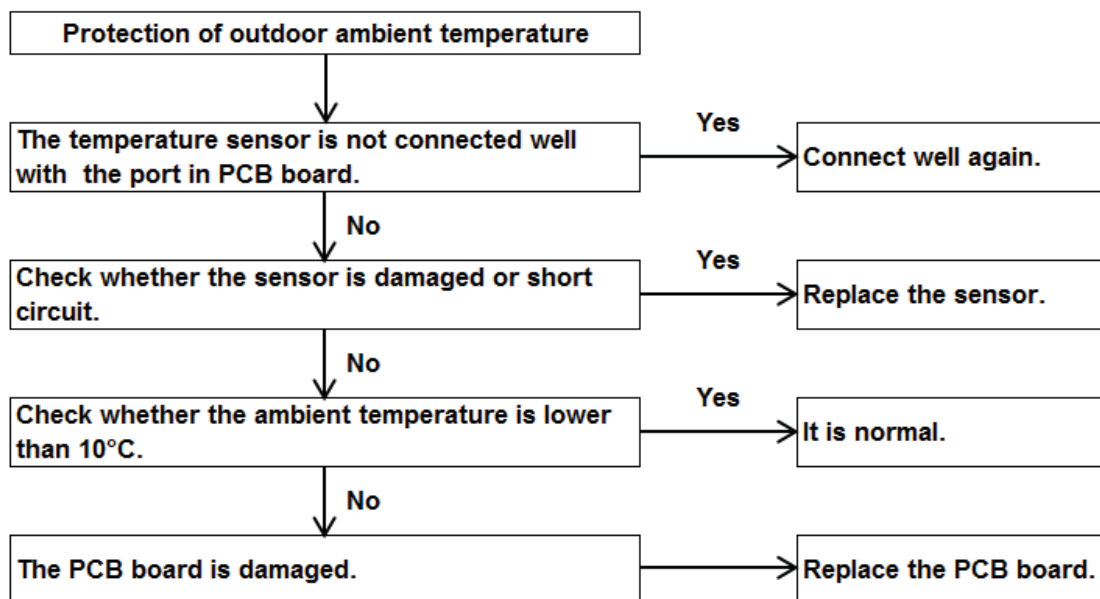 Protection of outdoor ambient temperature
The temperature sensor is not connected well
with the port in PCB board.
Yes
Connect well again.
No
Check whether the sensor is damaged or short
circuit.
Yes
Replace the sensor.
No
Check whether the ambient temperature is lower
than 10°C.
Yes
It is normal.
No
The PCB board is damaged.
Replace the PCB board.